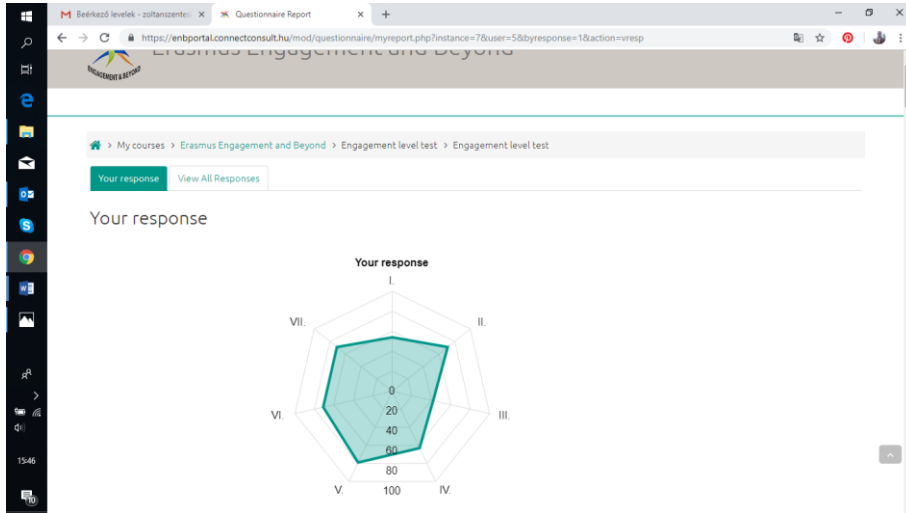 Beérkező levelek - zoltanszentes
Questionnaire Report
https://enbportal.connectconsult.hu/mod/questionnaire/myreport.php?instance=7&user=5&byresponse=1&action=vresp
Erasmus Engagement and Beyond
ENGAGEMENT & BEYOND
My courses > Erasmus Engagement and Beyond > Engagement level test > Engagement level test
Your response View All Responses
Your response
Your response
I.
VII. II.
0
VI. 20 III.
40
60
80
V. 100 IV.
15:46
10